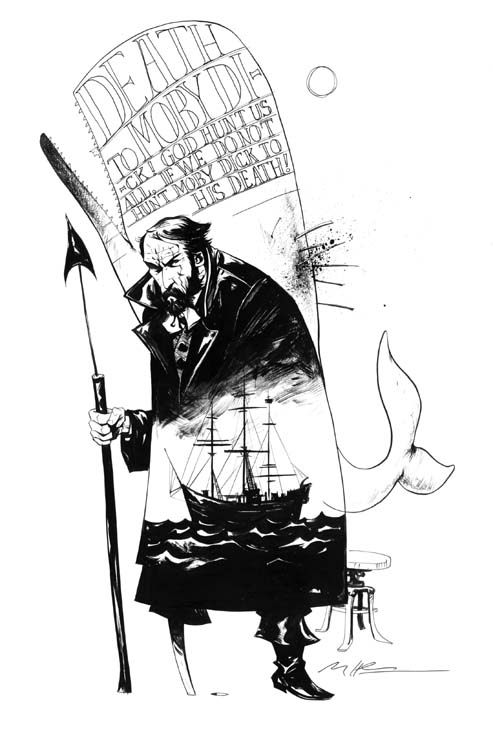 DEATH
TO MOBY DI-
-CK! GOD HUNT US
ALL, IF WE DO NOT
HUNT MOBY DICK TO
HIS DEATH!